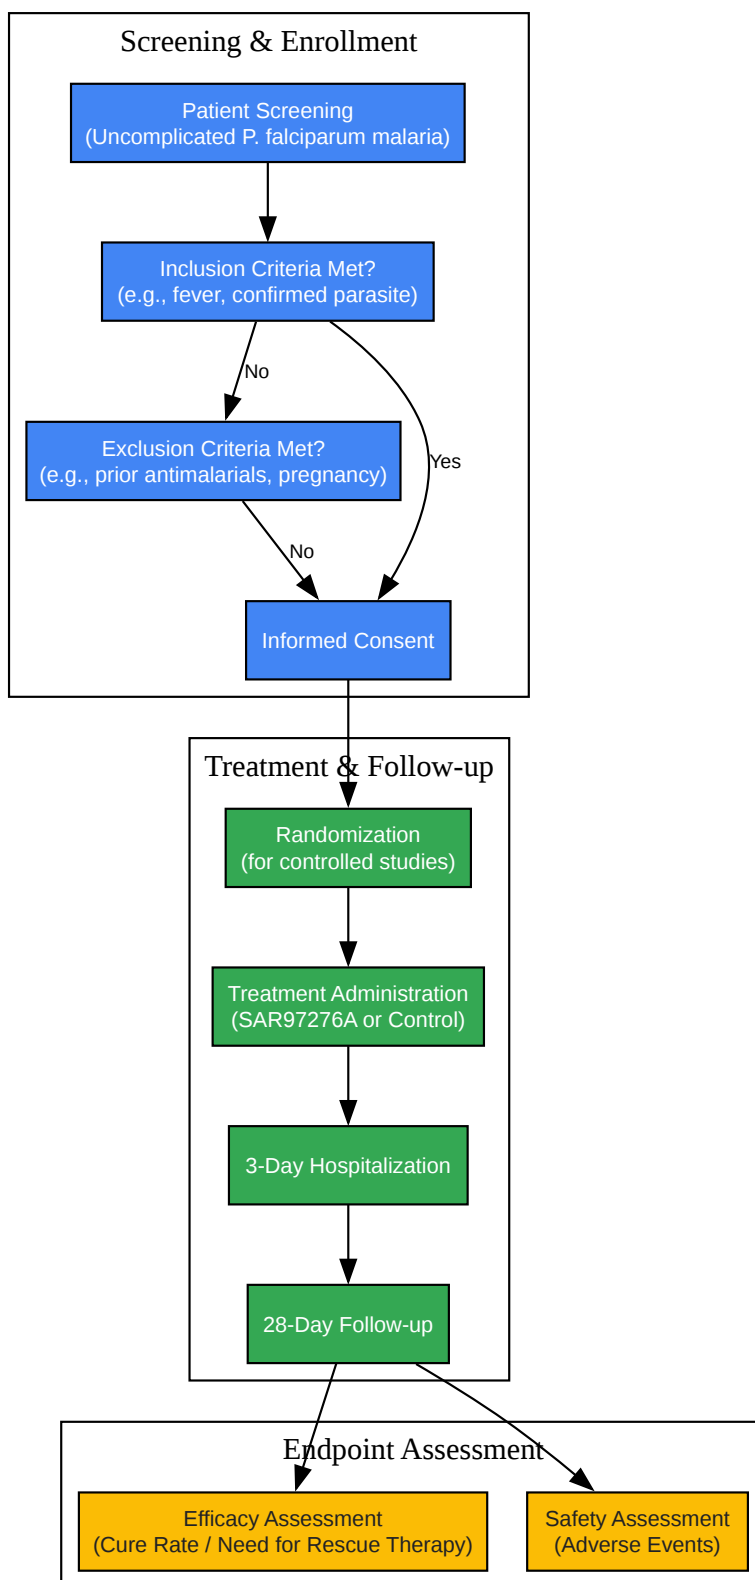 Screening & Enrollment
Patient Screening
(Uncomplicated P. falciparum malaria)
Inclusion Criteria Met?
(e.g., fever, confirmed parasite)
No
Exclusion Criteria Met?
(e.g., prior antimalarials, pregnancy)
Yes
No
Informed Consent
Treatment & Follow-up
Randomization
(for controlled studies)
Treatment Administration
(SAR97276A or Control)
3-Day Hospitalization
28-Day Follow-up
Endpoint Assessment
Efficacy Assessment
(Cure Rate / Need for Rescue Therapy)
Safety Assessment
(Adverse Events)